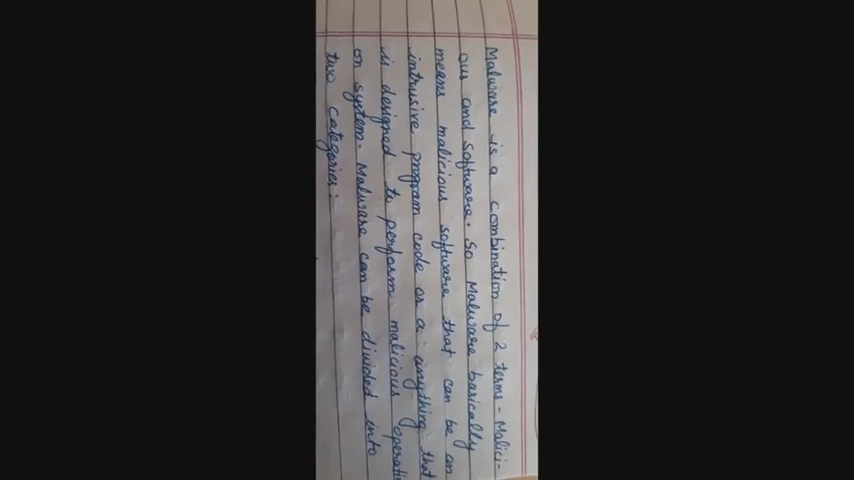 Malware is a combination of 2 terms - Malici-
ous and software. So Malware basically
means malicious software that can be an
intrusive program code or a anything that
is designed to perform malicious operati
on system. Malware can be divided into
two categories:-